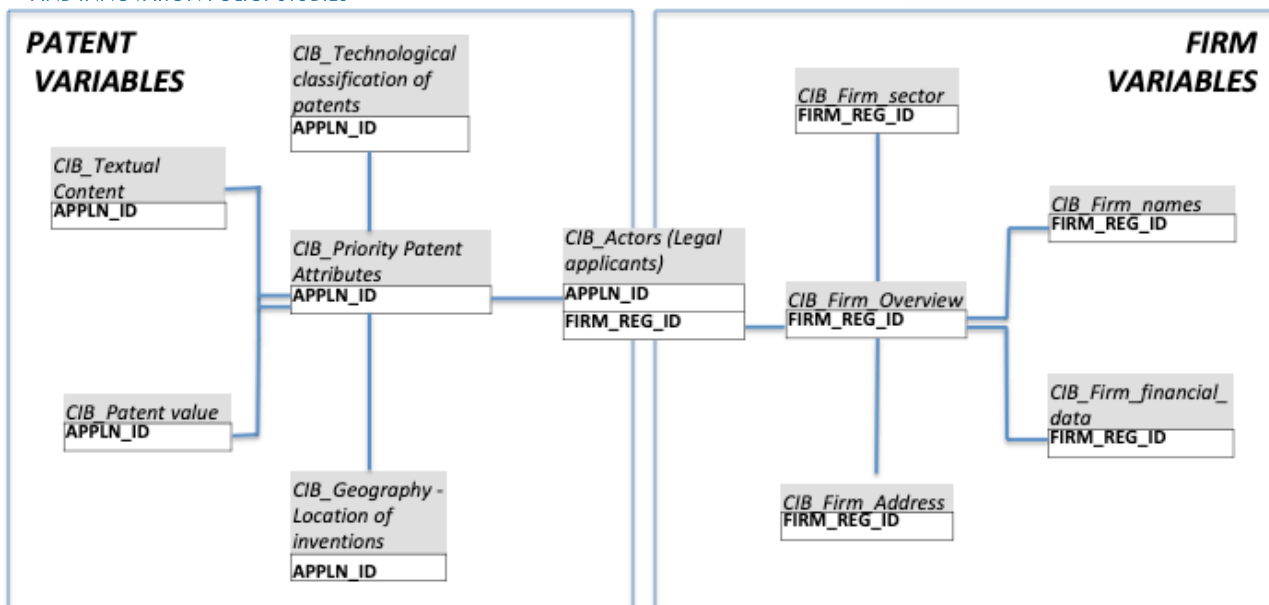 PATENT
VARIABLES
CIB_Technological
classification of
patents
APPLN_ID
CIB_Textual
Content
APPLN_ID
CIB_Priority Patent
Attributes
APPLN_ID
CIB_Patent value
APPLN_ID
CIB_Geography -
Location of
inventions
APPLN_ID
CIB_Actors (Legal
applicants)
APPLN_ID
FIRM_REG_ID
FIRM
VARIABLES
CIB_Firm_sector
FIRM_REG_ID
CIB_Firm_names
FIRM_REG_ID
CIB_Firm_Overview
FIRM_REG_ID
CIB_Firm_financial_
data
FIRM_REG_ID
CIB_Firm_Address
FIRM_REG_ID